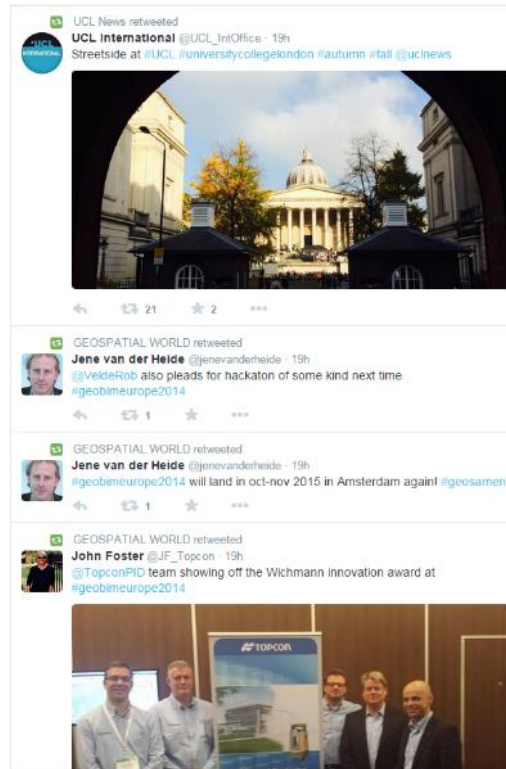 UCL News retweeted
UCL International @UCL_IntOffice · 19h
Streetside at #UCL #universitycollegelondon #autumn #fall @uclnews
UCL
INTERNATIONAL
21 2
GEOSPATIAL WORLD retweeted
Jene van der Heide @jenevanderheide · 19h
@VeldeRob also pleads for hackaton of some kind next time
#geobimeurope2014
1
GEOSPATIAL WORLD retweeted
Jene van der Heide @jenevanderheide · 19h
#geobimeurope2014 will land in oct-nov 2015 in Amsterdam again! #geosamen
1
GEOSPATIAL WORLD retweeted
John Foster @JF_Topcon · 19h
@TopconPID team showing off the Wichmann innovation award at
#geobimeurope2014
TOPCON